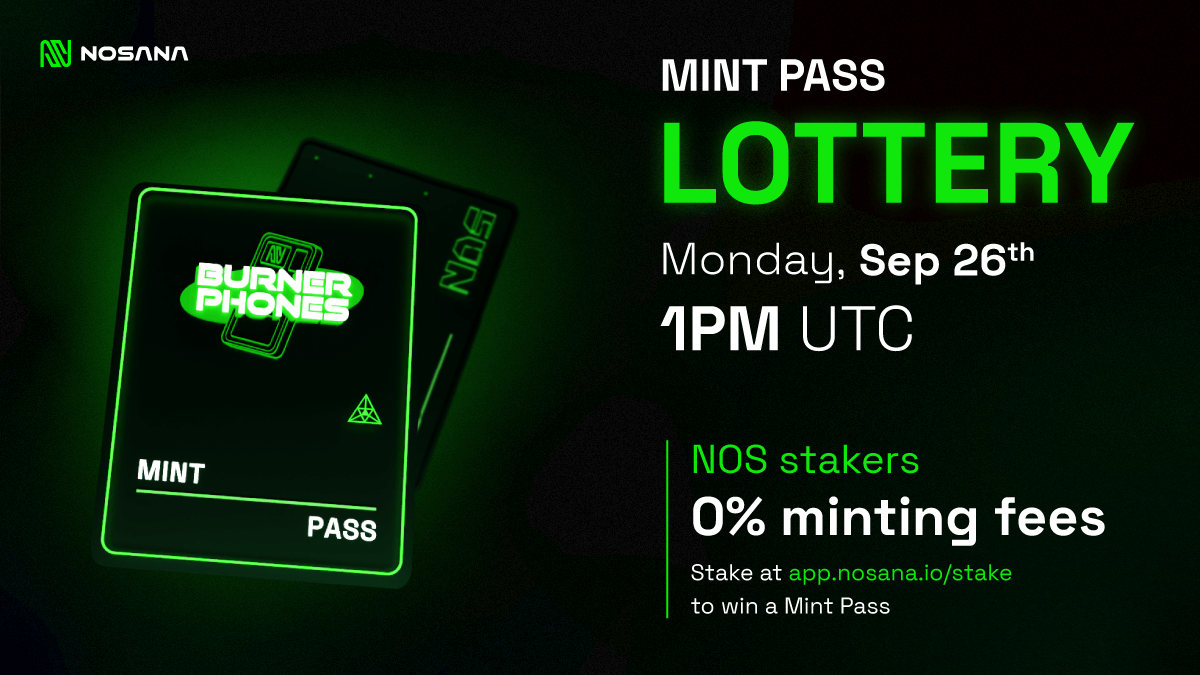 NOSANA
MINT PASS
LOTTERY
Monday, Sep 26th
1PM UTC
NOS stakers
0% minting fees
Stake at app.nosana.io/stake
to win a Mint Pass
BURNER
PHONES
MINT
PASS